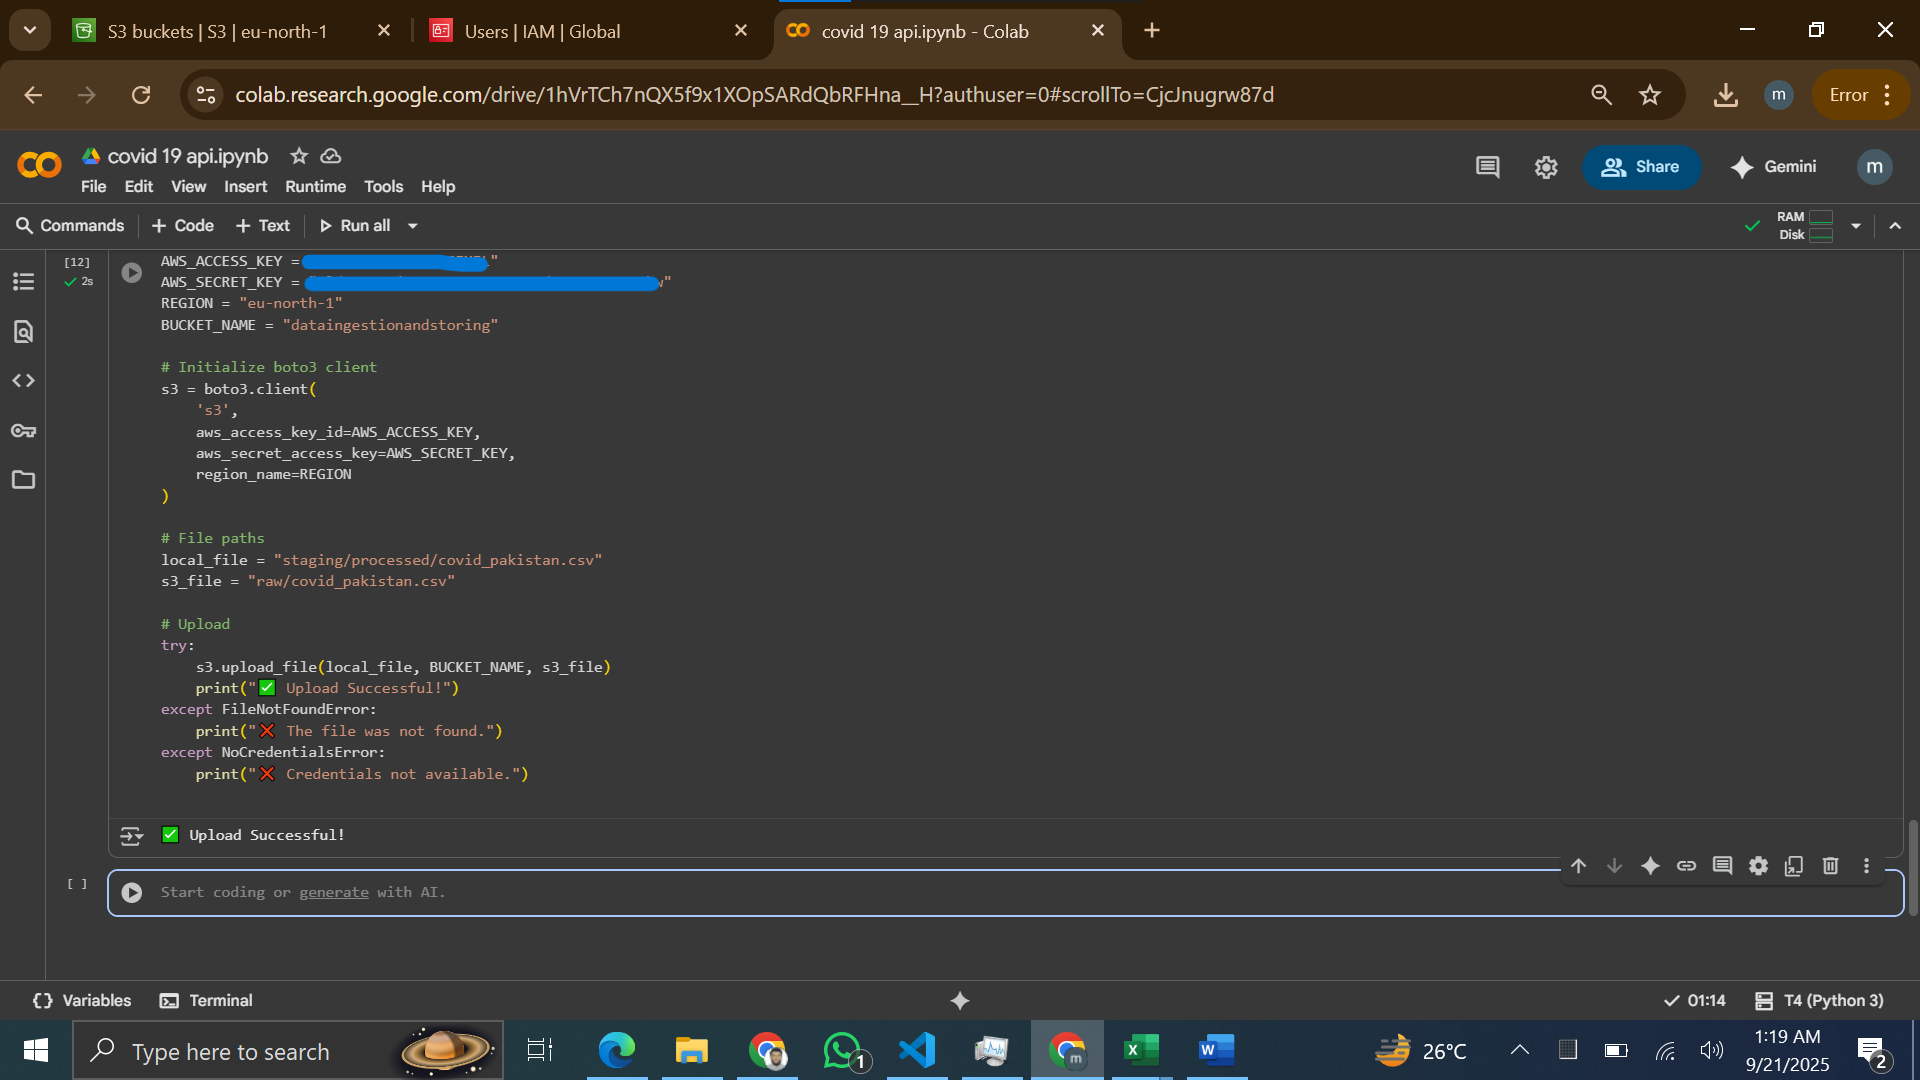 S3 buckets | S3 | eu-north-1
Users | IAM | Global
covid 19 api.ipynb - Colab
colab.research.google.com/drive/1hVrTCh7nQX5f9x1XOpSARdQbRFHna__H?authuser=0#scrollTo=CjcJnugrw87d
m
Error
covid 19 api.ipynb
File Edit View Insert Runtime Tools Help
Share
Gemini
m
Commands
+ Code
+ Text
Run all
RAM
Disk
[12]
2s
AWS_ACCESS_KEY = "
AWS_SECRET_KEY = "
REGION = "eu-north-1"
BUCKET_NAME = "dataingestionandstoring"
# Initialize boto3 client
s3 = boto3.client(
's3',
aws_access_key_id=AWS_ACCESS_KEY,
aws_secret_access_key=AWS_SECRET_KEY,
region_name=REGION
)
# File paths
local_file = "staging/processed/covid_pakistan.csv"
s3_file = "raw/covid_pakistan.csv"
# Upload
try:
s3.upload_file(local_file, BUCKET_NAME, s3_file)
print("✅ Upload Successful!")
except FileNotFoundError:
print("❌ The file was not found.")
except NoCredentialsError:
print("❌ Credentials not available.")
✅ Upload Successful!
[ ]
Start coding or generate with AI.
Variables
Terminal
01:14
T4 (Python 3)
Type here to search
1
m
26°C
1:19 AM
9/21/2025
2